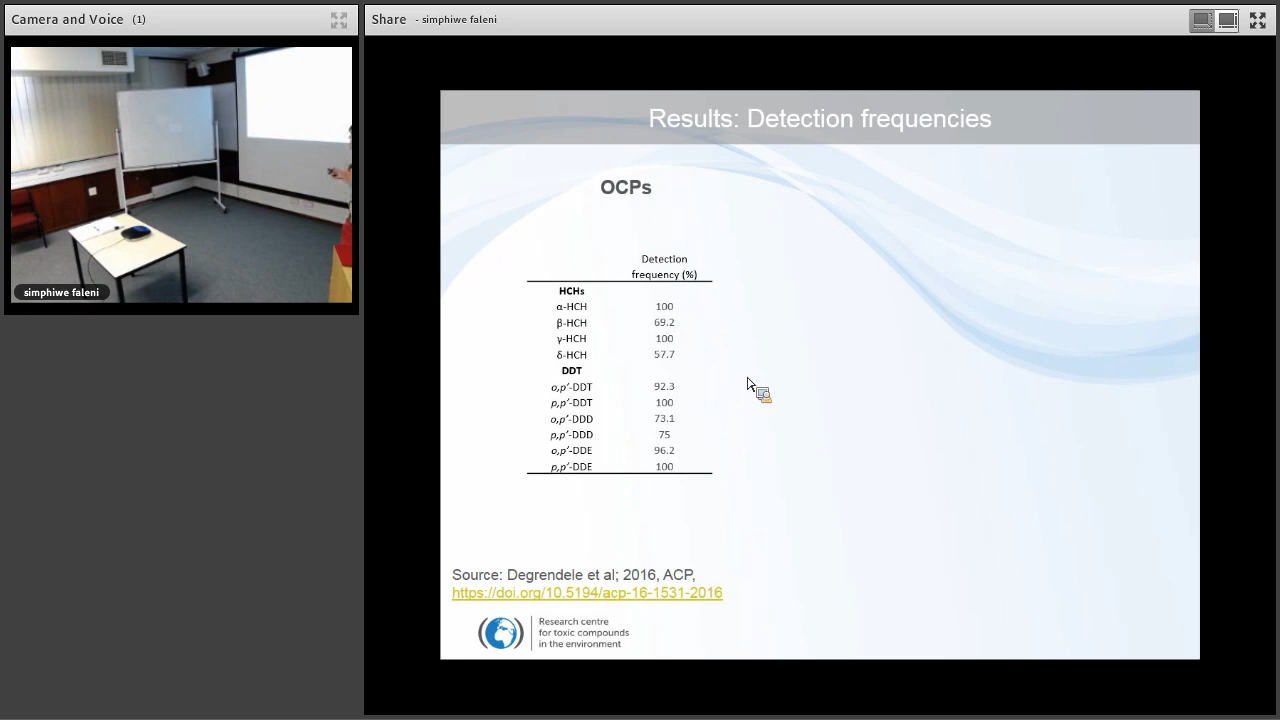 Camera and Voice (1)
simphiwe faleni
Share - simphiwe faleni
Results: Detection frequencies
OCPs
Detection
frequency (%)
HCHs
α-HCH 100
β-HCH 69.2
γ-HCH 100
δ-HCH 57.7
DDT
o,p'-DDT 92.3
p,p'-DDT 100
o,p'-DDD 73.1
p,p'-DDD 75
o,p'-DDE 96.2
p,p'-DDE 100
Source: Degrendele et al; 2016, ACP,
https://doi.org/10.5194/acp-16-1531-2016
Research centre
for toxic compounds
in the environment